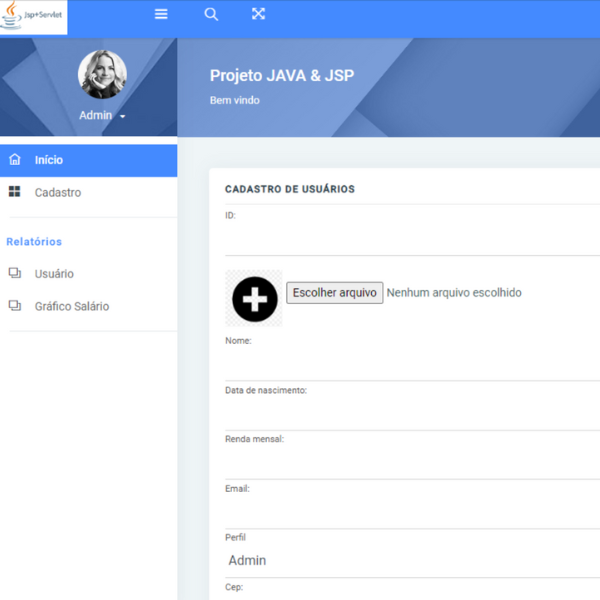 Jsp+Servlet
Admin
Início
Cadastro
Relatórios
Usuário
Gráfico Salário
Projeto JAVA & JSP
Bem vindo
CADASTRO DE USUÁRIOS
ID:
Escolher arquivo Nenhum arquivo escolhido
Nome:
Data de nascimento:
Renda mensal:
Email:
Perfil
Admin
Cep: